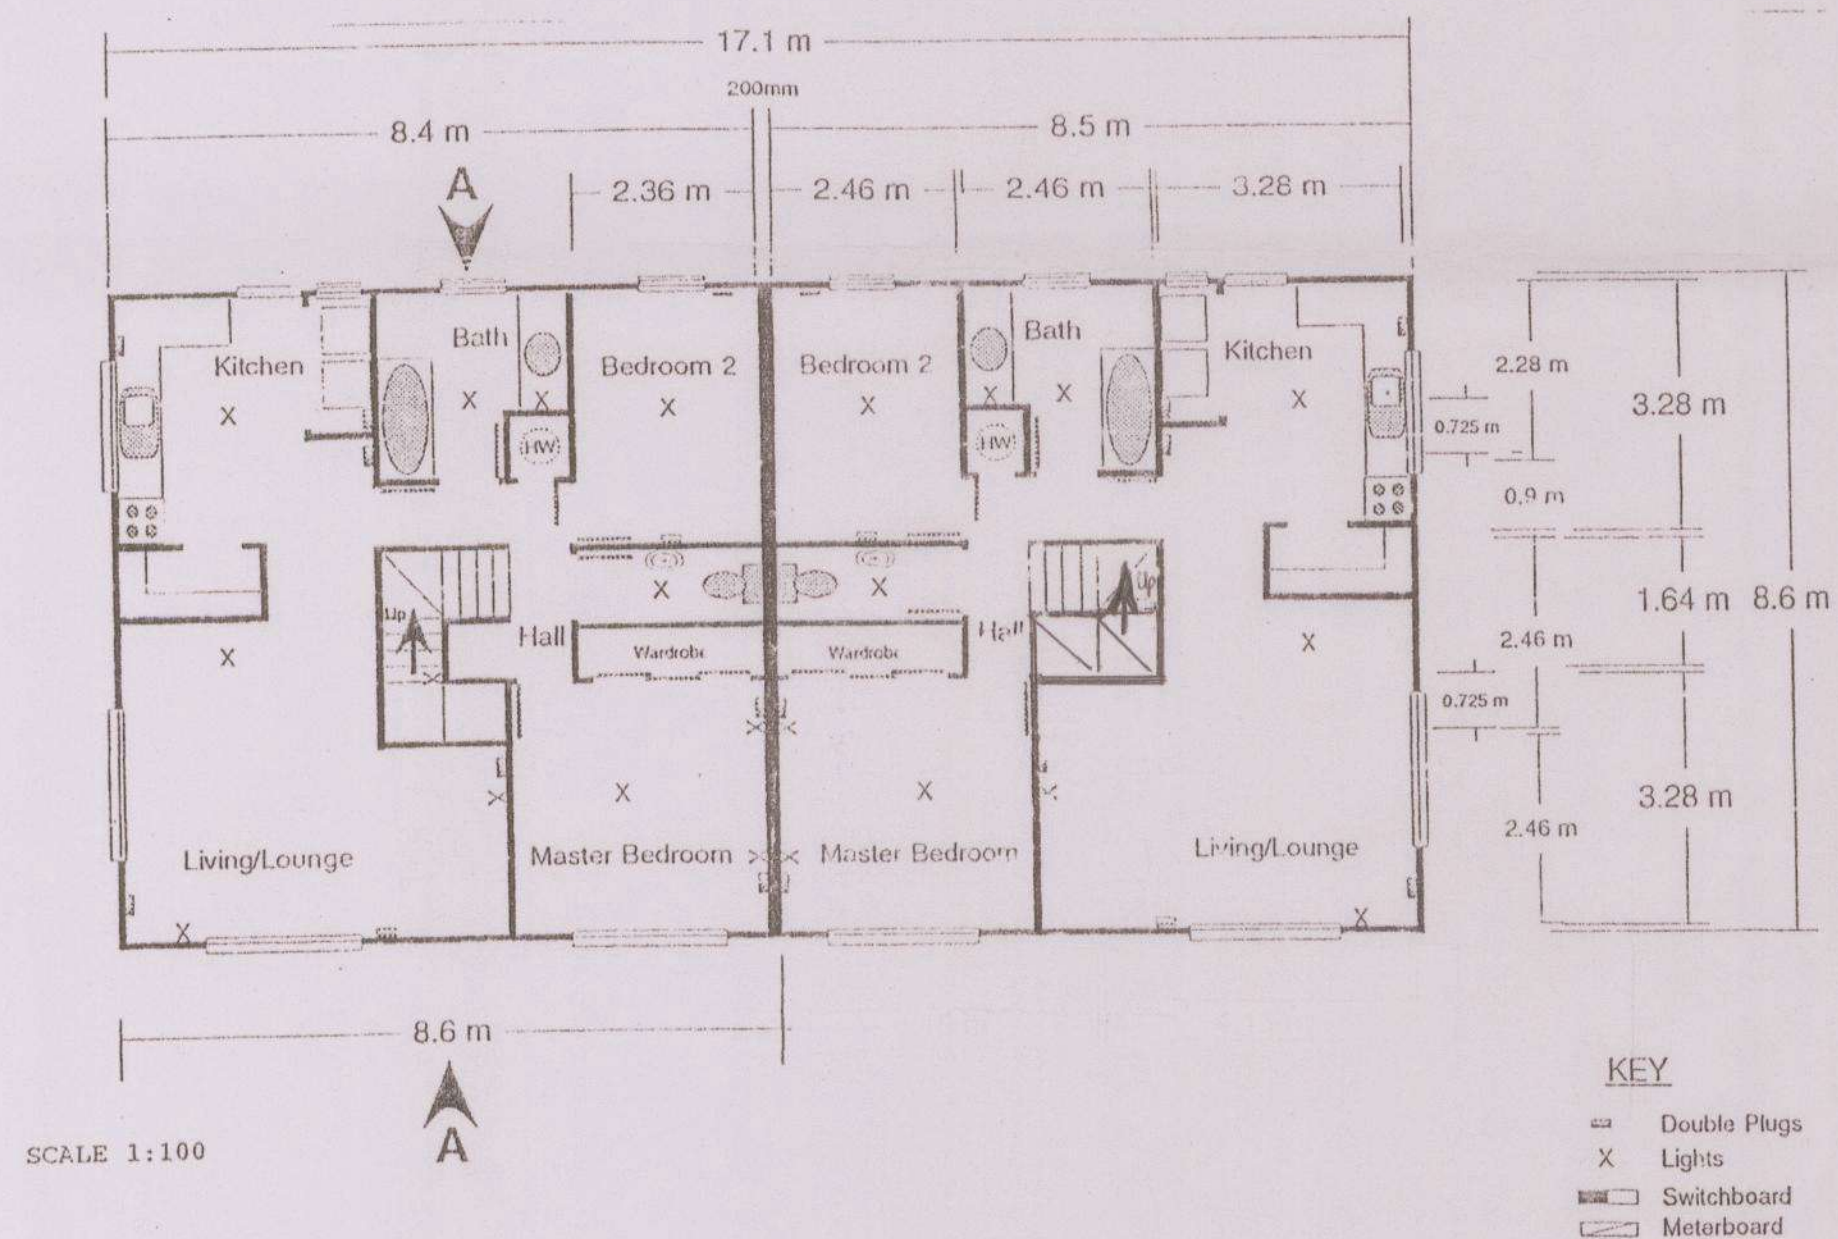 17.1 m
200mm
8.4 m
8.5 m
A
2.36 m
2.46 m
2.46 m
3.28 m
Bath
Bath
Kitchen
Bedroom 2
Bedroom 2
Kitchen
2.28 m
3.28 m
0.725 m
HW
HW
0.9 m
Up
Up
1.64 m
8.6 m
Hall
Hall
Wardrobe
Wardrobe
2.46 m
0.725 m
3.28 m
2.46 m
Living/Lounge
Master Bedroom
Master Bedroom
Living/Lounge
8.6 m
A
SCALE 1:100
KEY
Double Plugs
X Lights
Switchboard
Meterboard